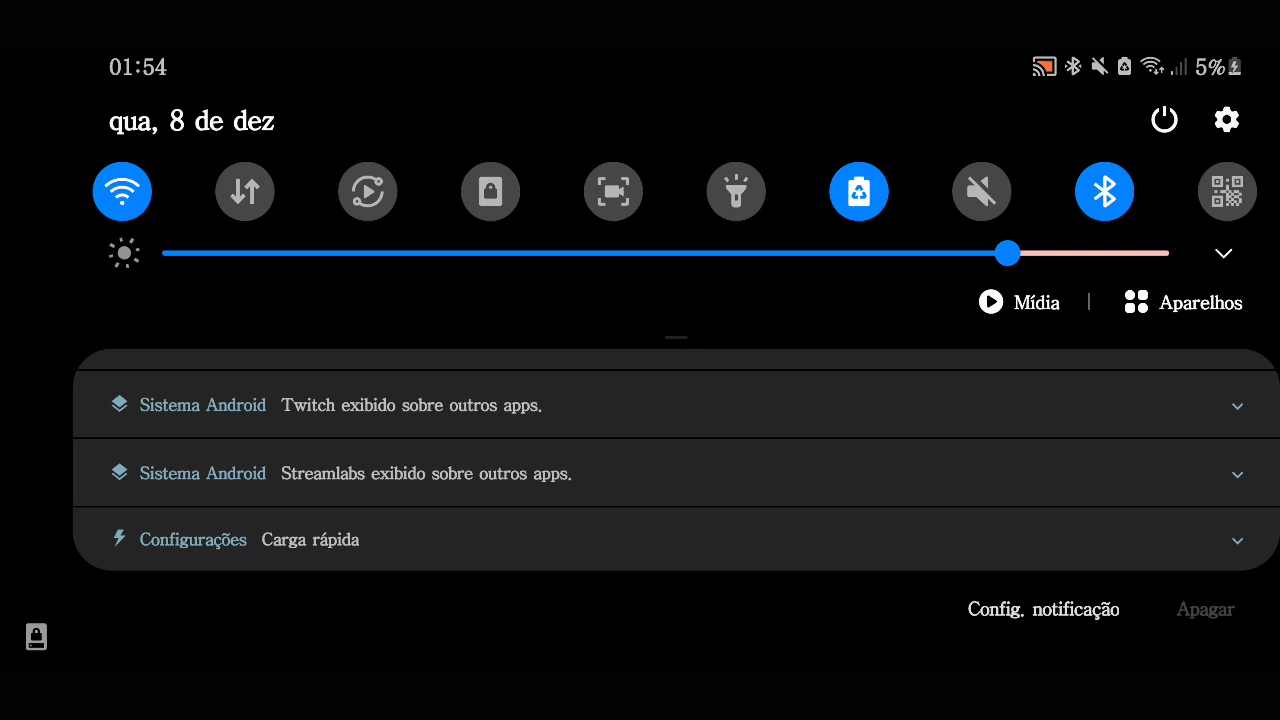 01:54 5%
qua, 8 de dez
Mídia | Aparelhos
Sistema Android Twitch exibido sobre outros apps.
Sistema Android Streamlabs exibido sobre outros apps.
Configurações Carga rápida
Config. notificação Apagar